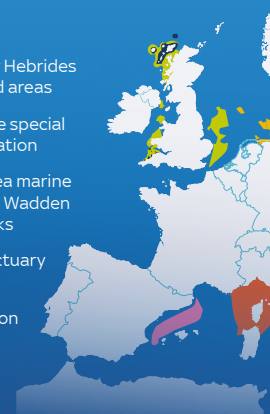 Hebrides
d areas
e special
ation
ea marine
Wadden
ks
ctuary
on